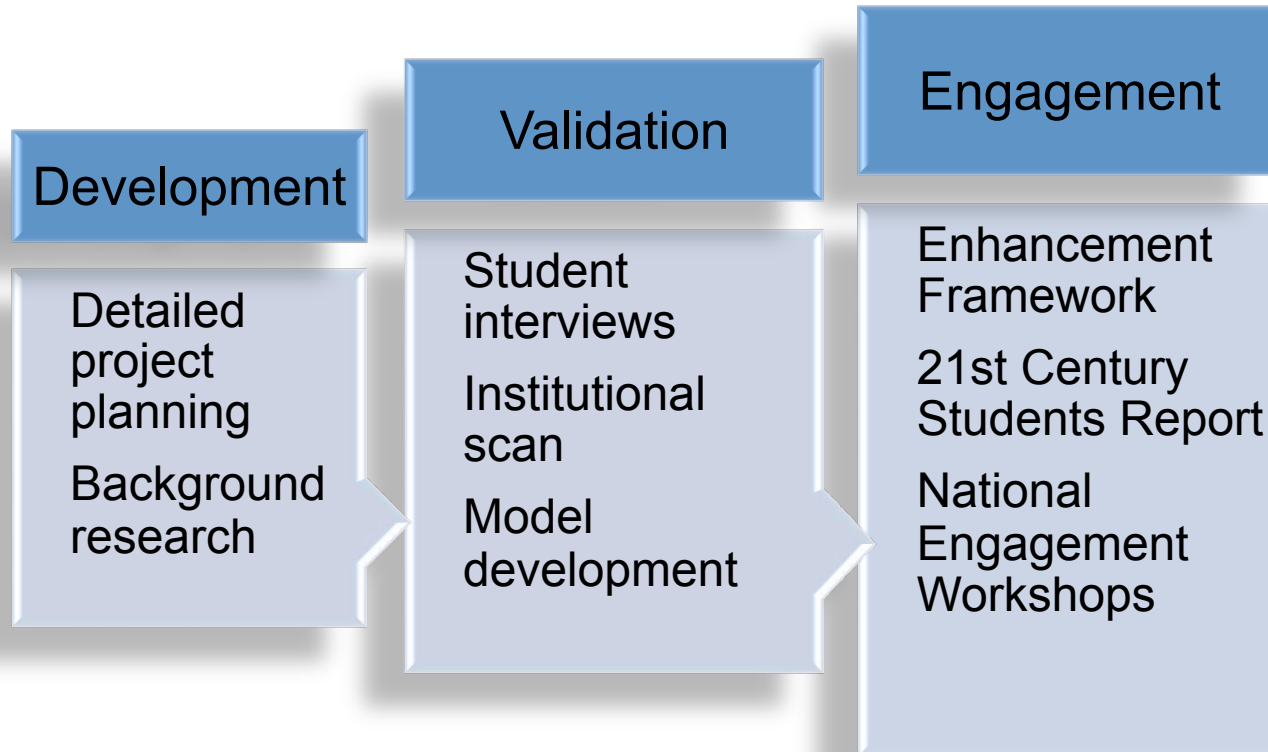 Development
Detailed
project
planning
Background
research
Validation
Student
interviews
Institutional
scan
Model
development
Engagement
Enhancement
Framework
21st Century
Students Report
National
Engagement
Workshops